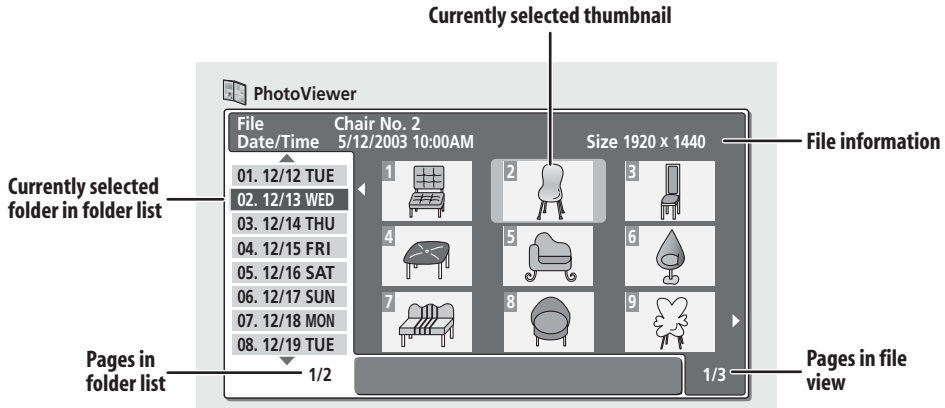 Currently selected thumbnail
PhotoViewer
File Chair No. 2
Date/Time 5/12/2003 10:00AM Size 1920 x 1440
File information
Currently selected
folder in folder list
01. 12/12 TUE
02. 12/13 WED
03. 12/14 THU
04. 12/15 FRI
05. 12/16 SAT
06. 12/17 SUN
07. 12/18 MON
08. 12/19 TUE
1 2 3
4 5 6
7 8 9
Pages in
folder list
1/2
1/3
Pages in file
view